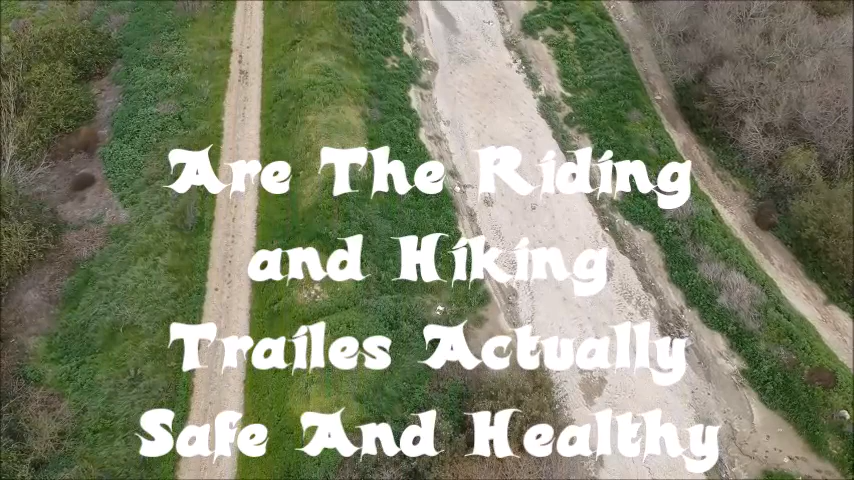 Are The Riding
and Hiking
Trailes Actually
Safe And Healthy